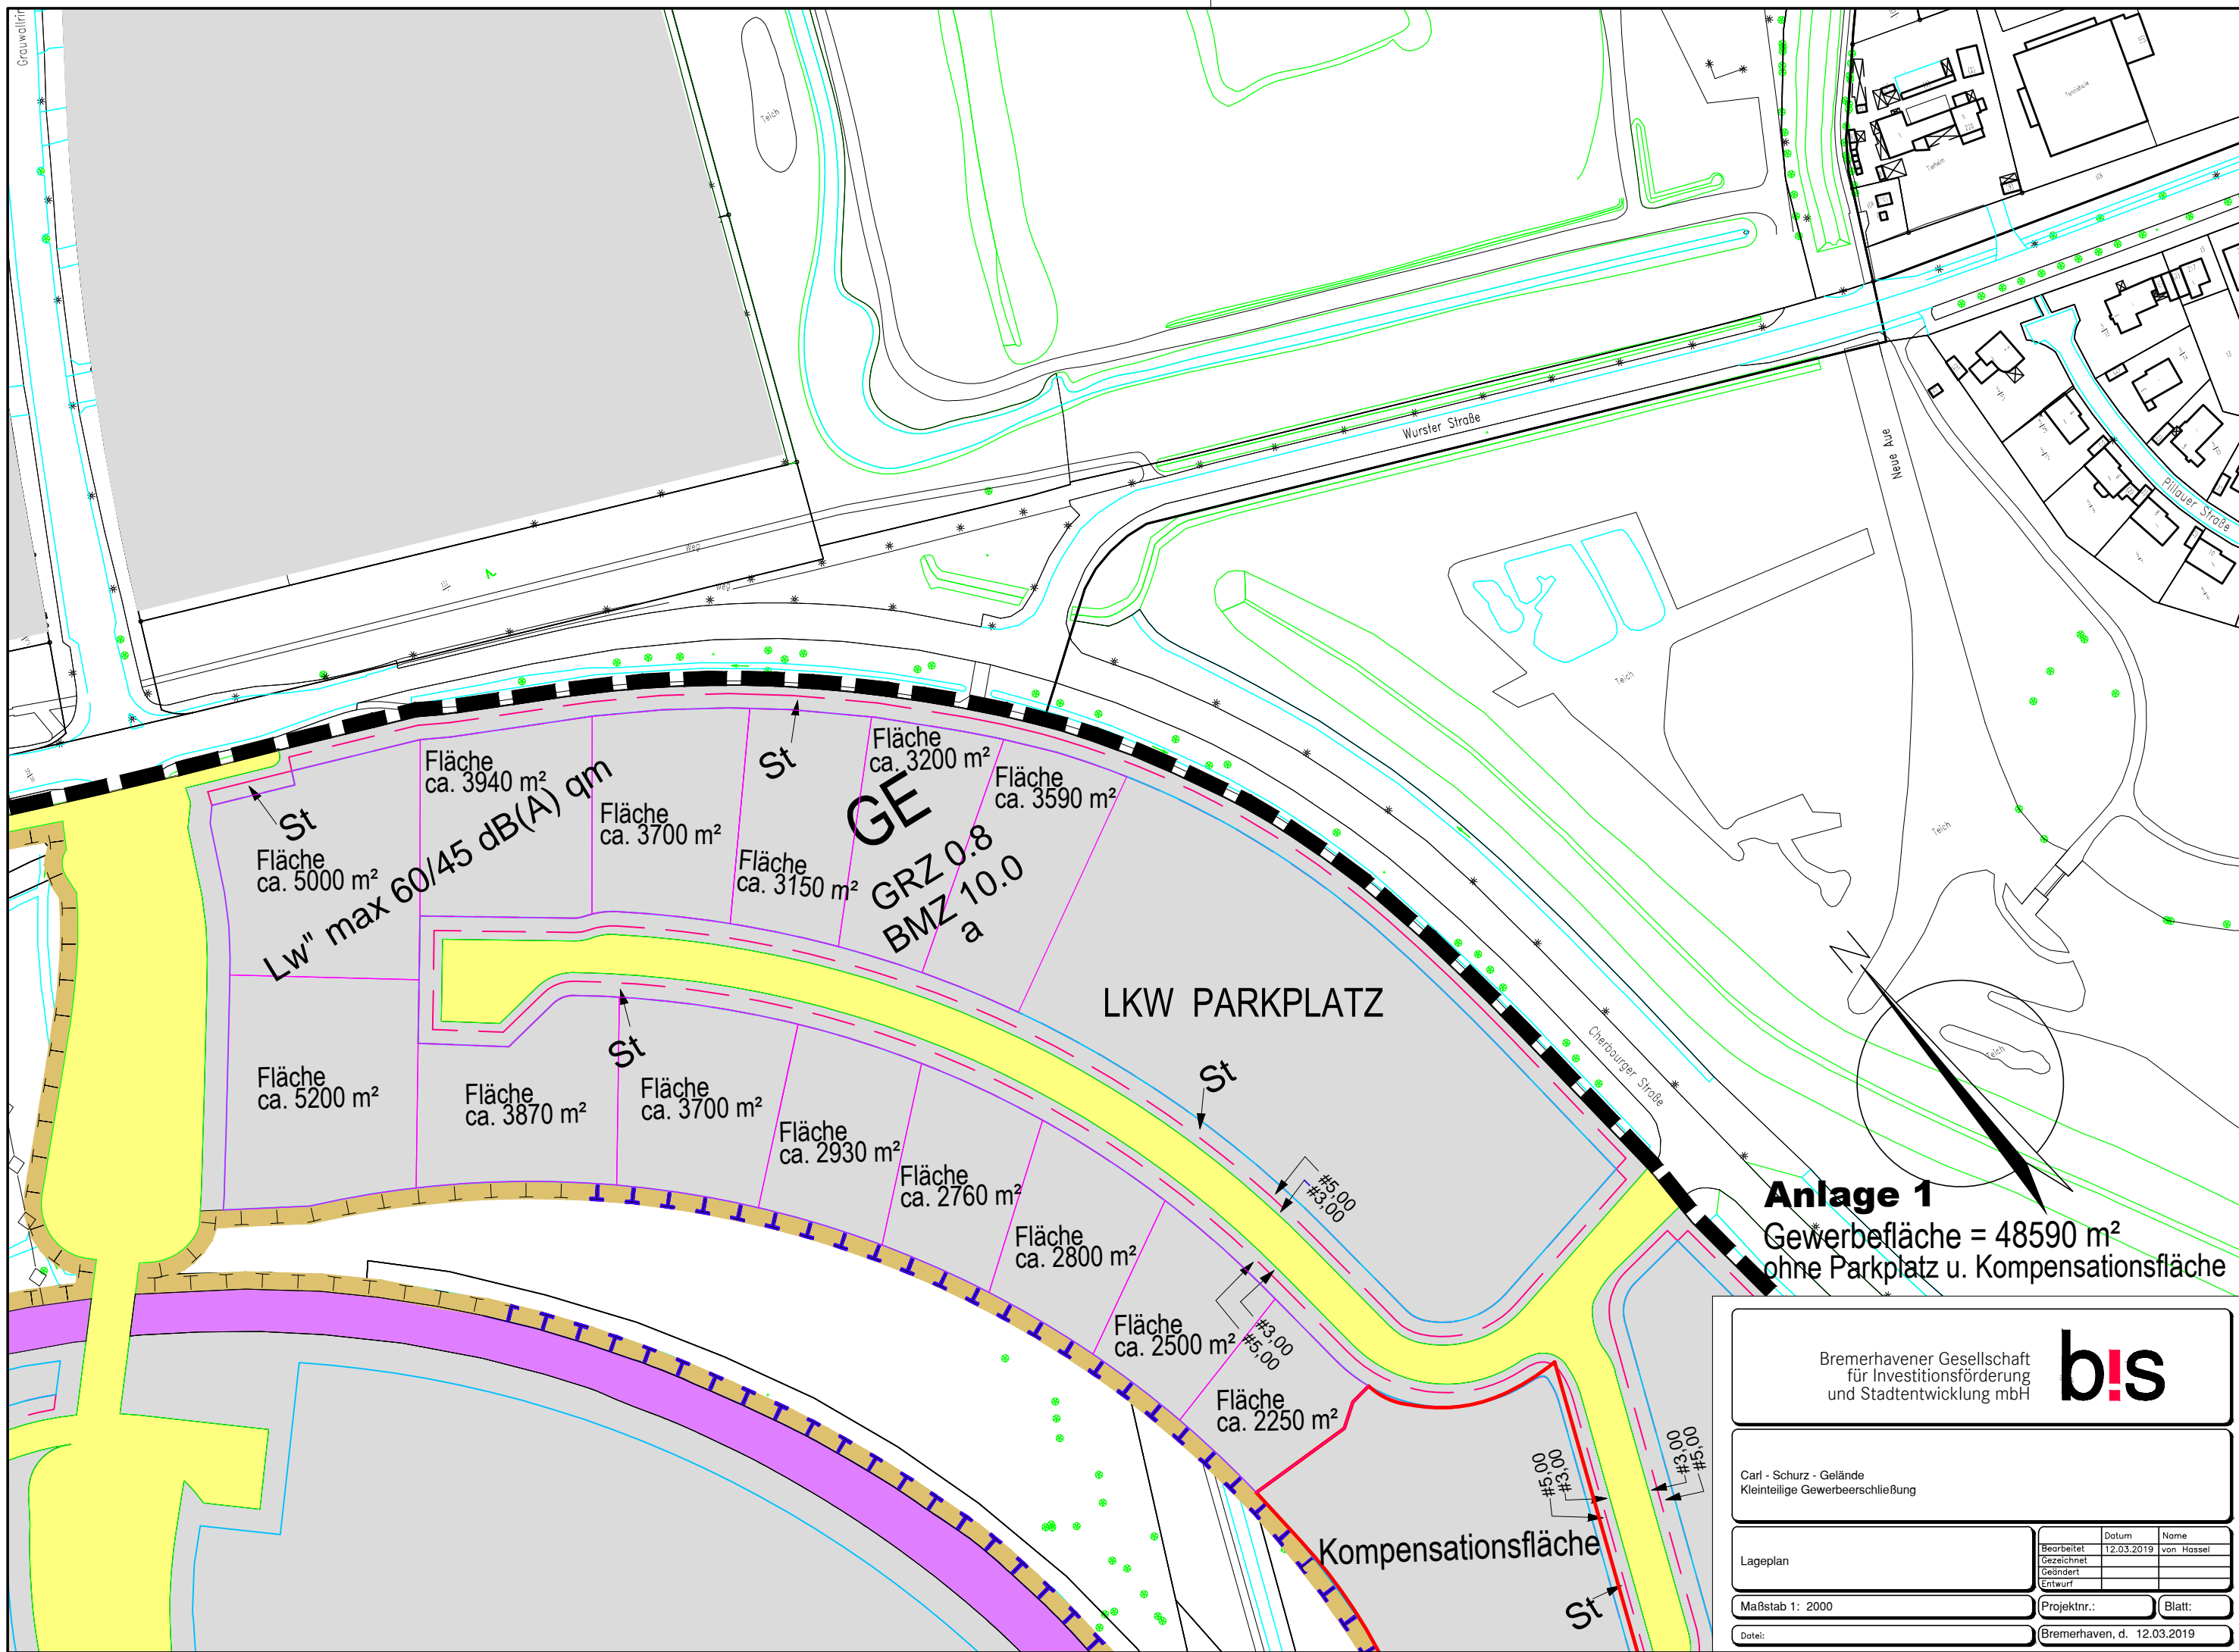 Grauwallrin
Teich
Tennishalle
Tierheim
Wurster Straße
Neue Aue
Pillauer Straße
Weg
Weg
Teich
Teich
Teich
Cherbourger Straße
N
St
St
Fläche
ca. 3940 m²
Fläche
ca. 3200 m²
Fläche
ca. 3590 m²
Fläche
ca. 3700 m²
Fläche
ca. 5000 m²
Fläche
ca. 3150 m²
Lw" max 60/45 dB(A) qm
GE
GRZ 0.8
BMZ 10.0
a
LKW PARKPLATZ
St
St
Fläche
ca. 5200 m²
Fläche
ca. 3870 m²
Fläche
ca. 3700 m²
Fläche
ca. 2930 m²
Fläche
ca. 2760 m²
Fläche
ca. 2800 m²
Fläche
ca. 2500 m²
Fläche
ca. 2250 m²
#5,00
#3,00
#3,00
#5,00
#5,00
#3,00
#3,00
#5,00
Kompensationsfläche
St
Anlage 1
Gewerbefläche = 48590 m²
ohne Parkplatz u. Kompensationsfläche
Bremerhavener Gesellschaft
für Investitionsförderung
und Stadtentwicklung mbH
b!s
Carl - Schurz - Gelände
Kleinteilige Gewerbeerschließung
Lageplan
Datum Name
Bearbeitet 12.03.2019 von Hassel
Gezeichnet
Geändert
Entwurf
Maßstab 1: 2000
Projektnr.:
Blatt:
Datei:
Bremerhaven, d. 12.03.2019